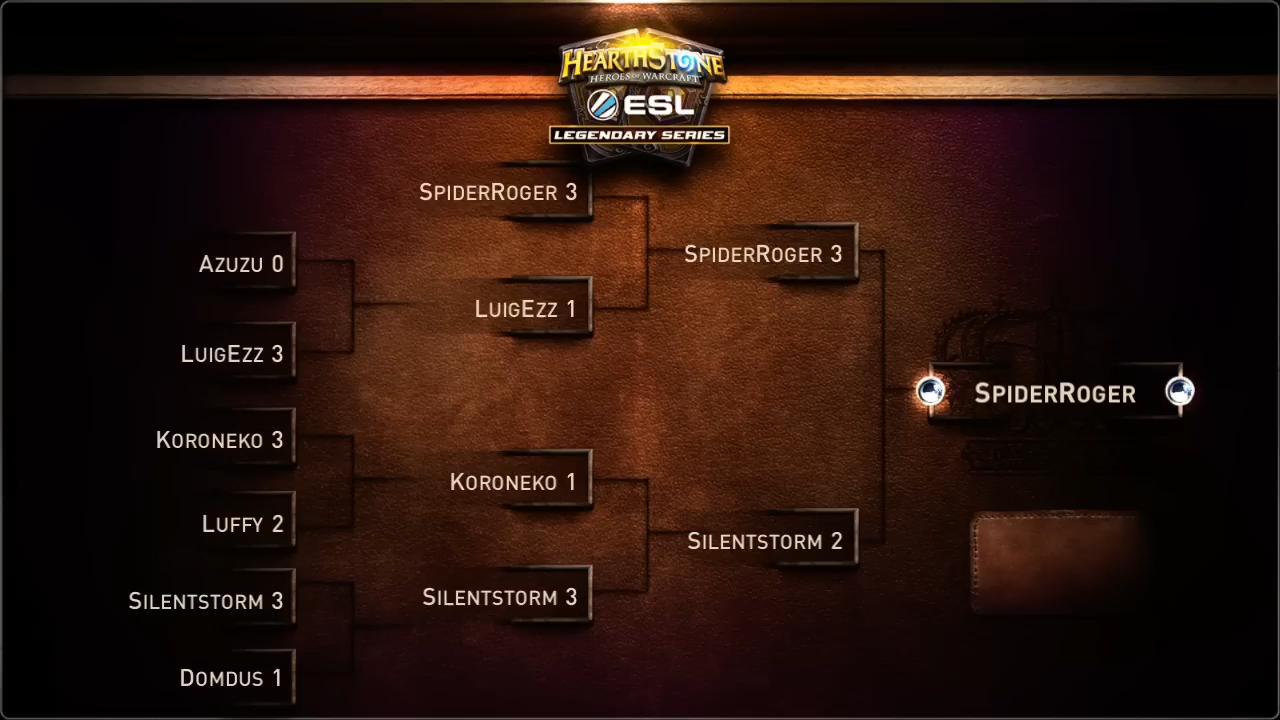 HEARTHSTONE
HEROES OF WARCRAFT
ESL
LEGENDARY SERIES
SPIDERROGER 3
AZUZU 0
SPIDERROGER 3
LUIGEZZ 1
LUIGEZZ 3
SPIDERROGER
KORONEKO 3
KORONEKO 1
LUFFY 2
SILENTSTORM 2
SILENTSTORM 3
SILENTSTORM 3
DOMDUS 1